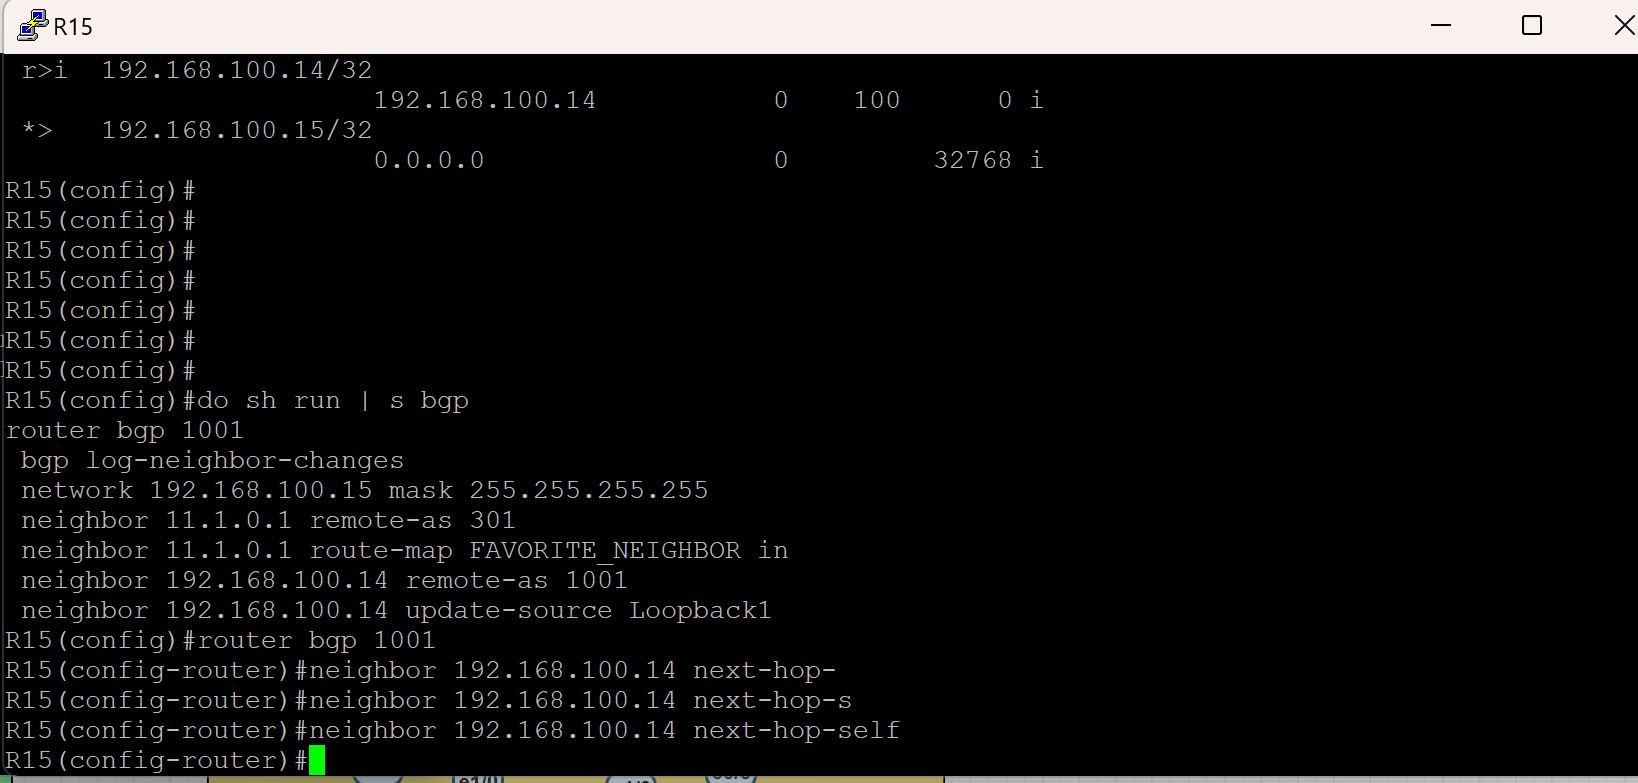 R15
r>i  192.168.100.14/32
192.168.100.14           0    100      0 i
*>   192.168.100.15/32
0.0.0.0                  0         32768 i
R15(config)#
R15(config)#
R15(config)#
R15(config)#
R15(config)#
R15(config)#
R15(config)#
R15(config)#do sh run | s bgp
router bgp 1001
bgp log-neighbor-changes
network 192.168.100.15 mask 255.255.255.255
neighbor 11.1.0.1 remote-as 301
neighbor 11.1.0.1 route-map FAVORITE_NEIGHBOR in
neighbor 192.168.100.14 remote-as 1001
neighbor 192.168.100.14 update-source Loopback1
R15(config)#router bgp 1001
R15(config-router)#neighbor 192.168.100.14 next-hop-
R15(config-router)#neighbor 192.168.100.14 next-hop-s
R15(config-router)#neighbor 192.168.100.14 next-hop-self
R15(config-router)#